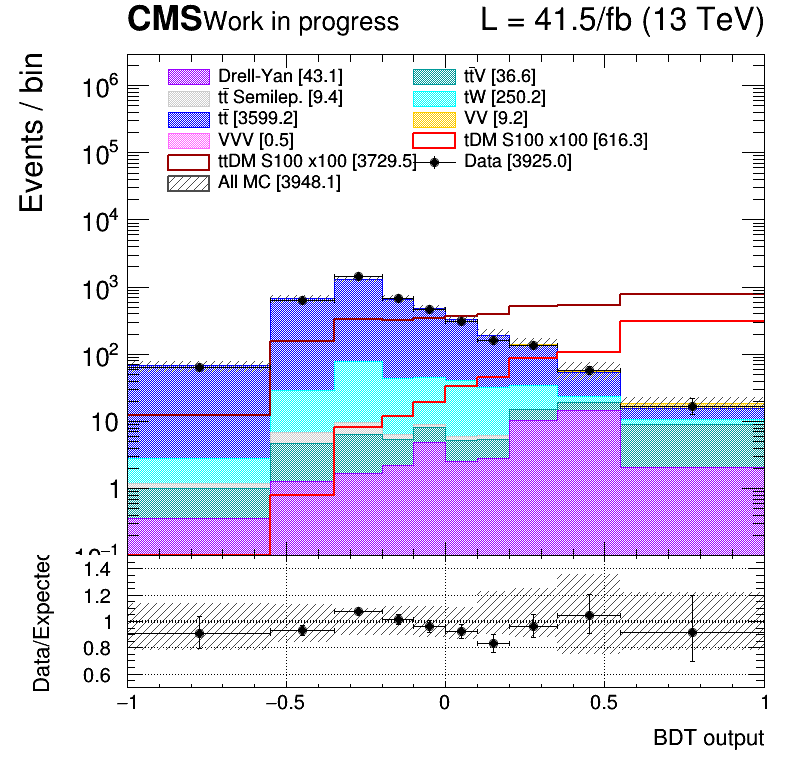 CMS Work in progress L = 41.5/fb (13 TeV)
Events / bin
Drell-Yan [43.1] tt̄V [36.6]
tt̄ Semilep. [9.4] tW [250.2]
tt̄ [3599.2] VV [9.2]
VVV [0.5] tDM S100 x100 [616.3]
ttDM S100 x100 [3729.5] Data [3925.0]
All MC [3948.1]
10⁶
10⁵
10⁴
10³
10²
10
1
10⁻¹
Data/Expected
1.4
1.2
1
0.8
0.6
−1 −0.5 0 0.5 1
BDT output